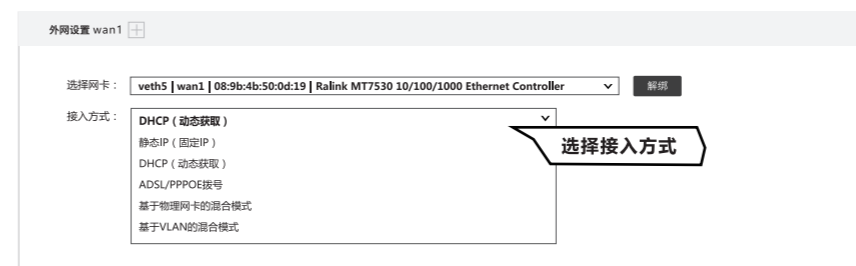 外网设置 wan1
选择网卡： veth5 | wan1 | 08:9b:4b:50:0d:19 | Ralink MT7530 10/100/1000 Ethernet Controller 解绑
接入方式： DHCP（动态获取）
静态IP（固定IP）
DHCP（动态获取）
ADSL/PPPOE拨号
基于物理网卡的混合模式
基于VLAN的混合模式
选择接入方式